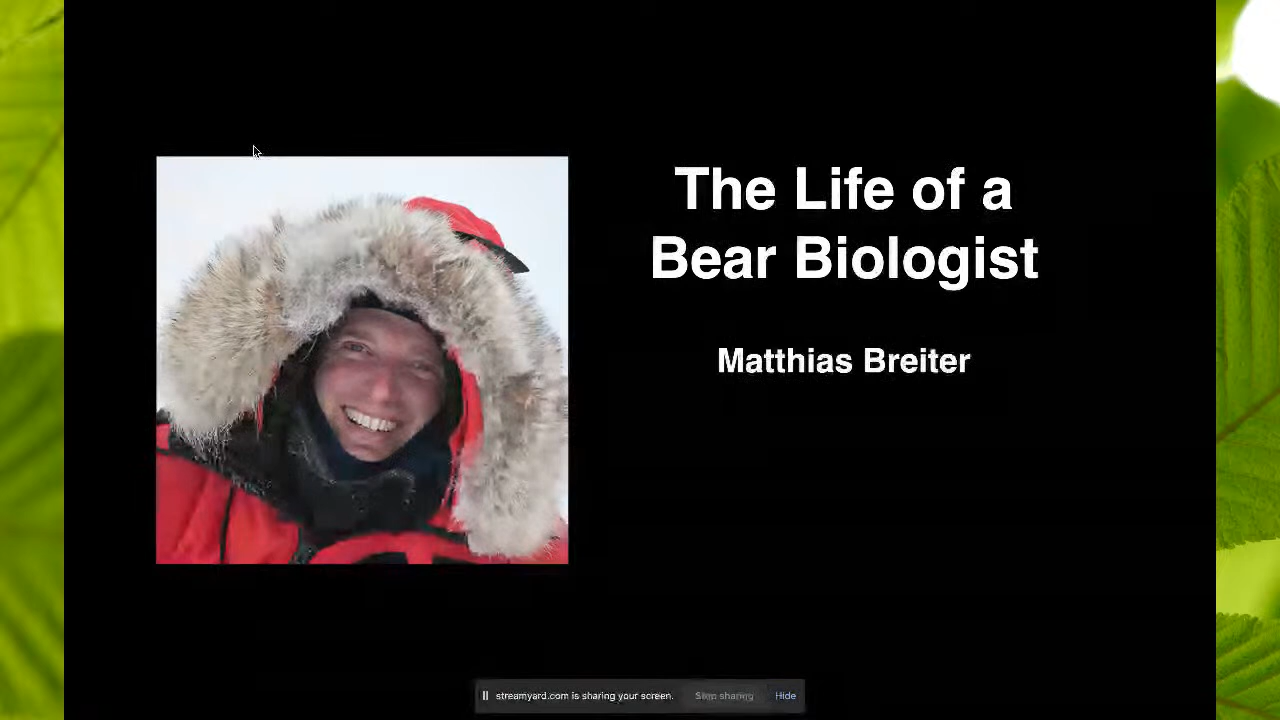 The Life of a
Bear Biologist
Matthias Breiter
streamyard.com is sharing your screen. Stop sharing Hide